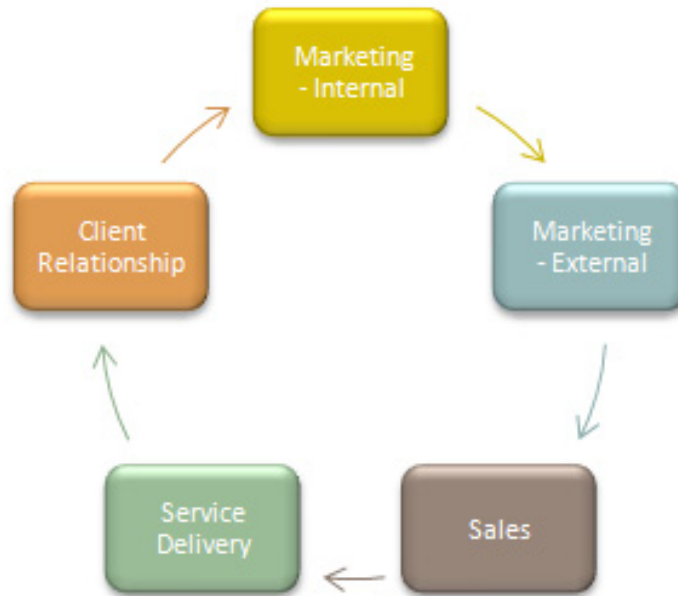 Marketing
- Internal
Marketing
- External
Sales
Service
Delivery
Client
Relationship